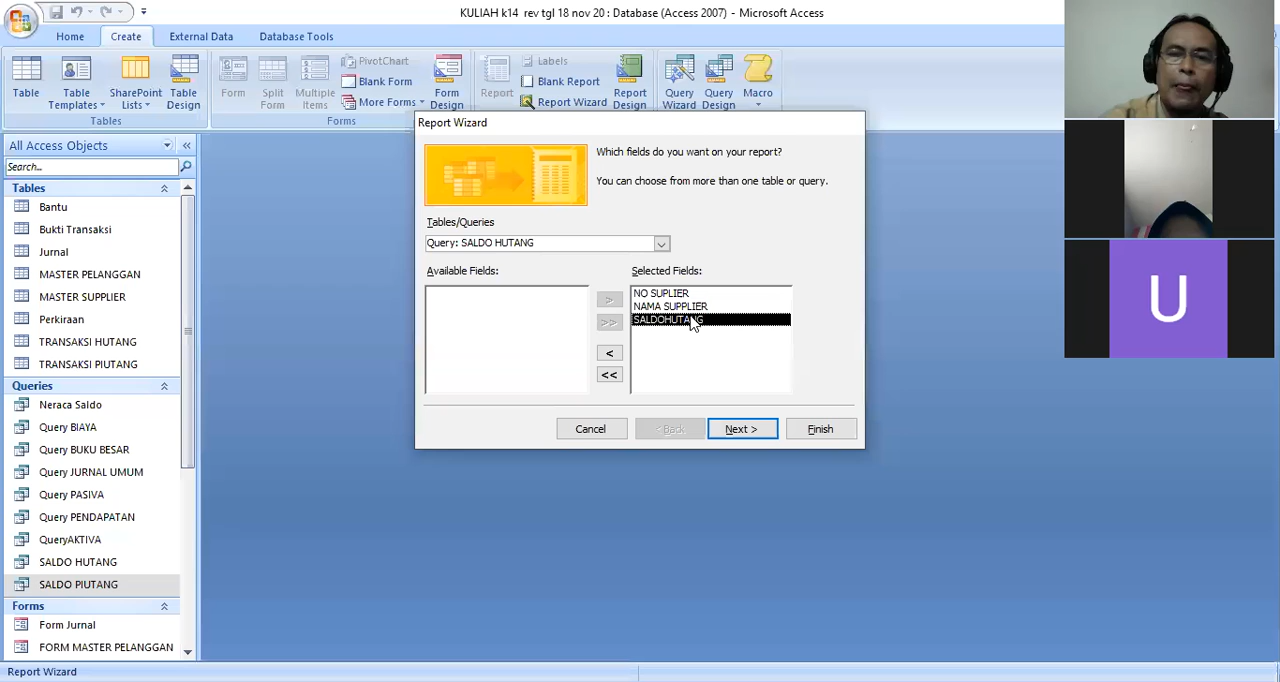 KULIAH k14 rev tgl 18 nov 20 : Database (Access 2007) - Microsoft Access
Home Create External Data Database Tools
Table
Table Templates
SharePoint Lists
Table Design
Tables
Form
Split Form
Multiple Items
PivotChart
Blank Form
More Forms
Form Design
Forms
Report
Labels
Blank Report
Report Wizard
Report Design
Query Wizard
Query Design
Macro
All Access Objects
Search...
Tables
Bantu
Bukti Transaksi
Jurnal
MASTER PELANGGAN
MASTER SUPPLIER
Perkiraan
TRANSAKSI HUTANG
TRANSAKSI PIUTANG
Queries
Neraca Saldo
Query BIAYA
Query BUKU BESAR
Query JURNAL UMUM
Query PASIVA
Query PENDAPATAN
QueryAKTIVA
SALDO HUTANG
SALDO PIUTANG
Forms
Form Jurnal
FORM MASTER PELANGGAN
Report Wizard
Which fields do you want on your report?
You can choose from more than one table or query.
Tables/Queries
Query: SALDO HUTANG
Available Fields:
Selected Fields:
NO SUPLIER
NAMA SUPPLIER
SALDOHUTANG
>
>>
<
<<
Cancel
< Back
Next >
Finish
U
Report Wizard